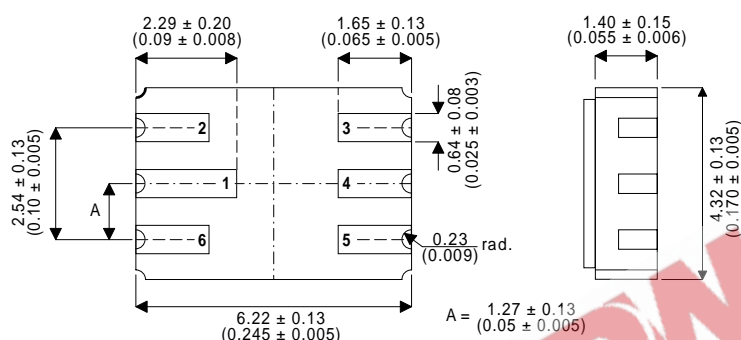 2.29 ± 0.20
(0.09 ± 0.008)
1.65 ± 0.13
(0.065 ± 0.005)
1.40 ± 0.15
(0.055 ± 0.006)
2
3
0.64 ± 0.08
(0.025 ± 0.003)
2.54 ± 0.13
(0.10 ± 0.005)
A
1
4
4.32 ± 0.13
(0.170 ± 0.005)
6
5
0.23
(0.009)
rad.
6.22 ± 0.13
(0.245 ± 0.005)
A = 1.27 ± 0.13
(0.05 ± 0.005)